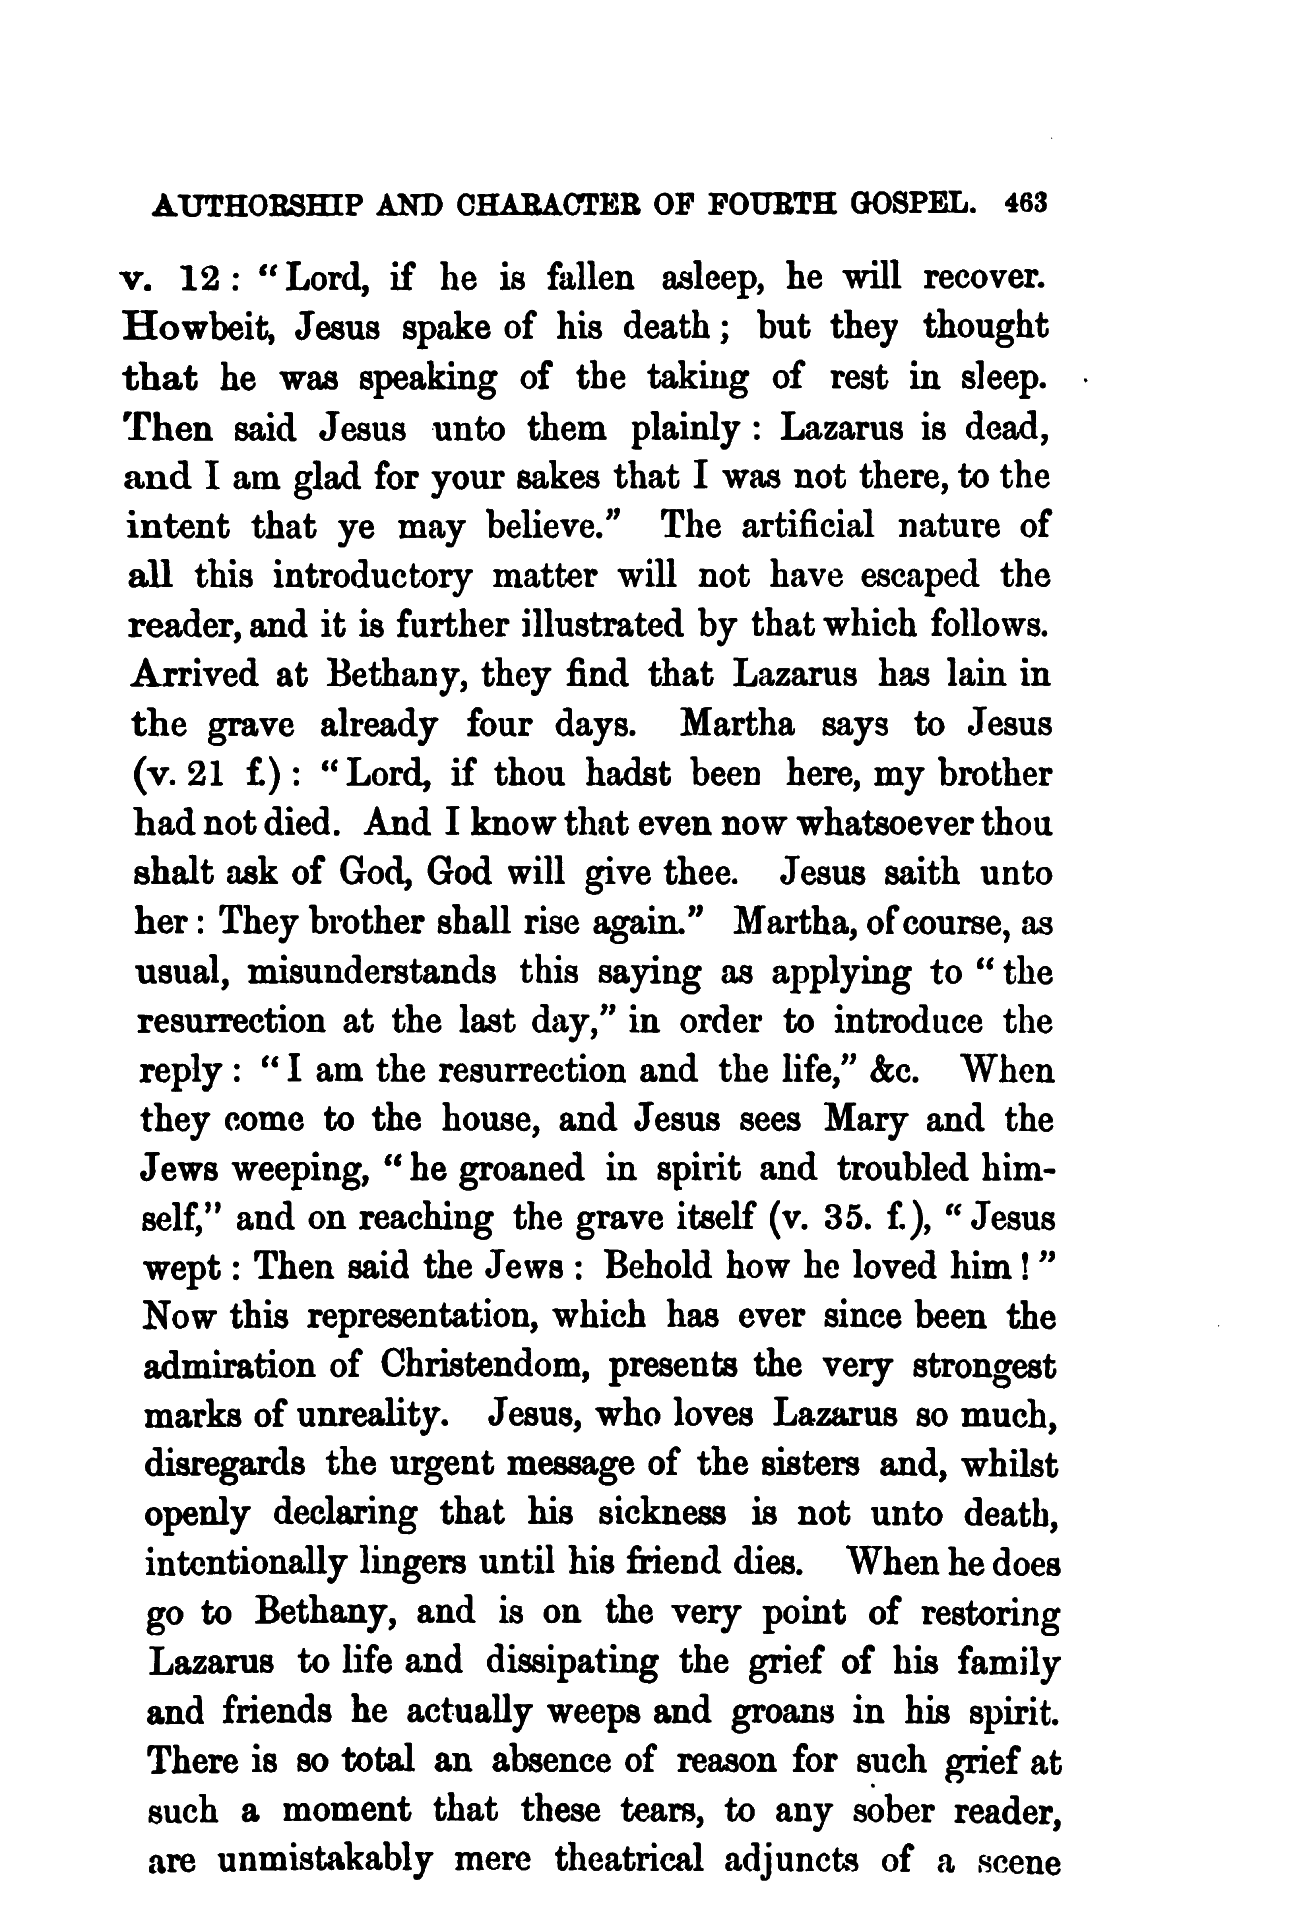 AUTHORSHIP AND CHARACTER OF FOURTH GOSPEL. 463
v. 12 : “Lord, if he is fallen asleep, he will recover.
Howbeit, Jesus spake of his death ; but they thought
that he was speaking of the taking of rest in sleep.
Then said Jesus unto them plainly : Lazarus is dead,
and I am glad for your sakes that I was not there, to the
intent that ye may believe.” The artificial nature of
all this introductory matter will not have escaped the
reader, and it is further illustrated by that which follows.
Arrived at Bethany, they find that Lazarus has lain in
the grave already four days. Martha says to Jesus
(v. 21 f.) : “Lord, if thou hadst been here, my brother
had not died. And I know that even now whatsoever thou
shalt ask of God, God will give thee. Jesus saith unto
her : They brother shall rise again.” Martha, of course, as
usual, misunderstands this saying as applying to “the
resurrection at the last day,” in order to introduce the
reply : “I am the resurrection and the life,” &c. When
they come to the house, and Jesus sees Mary and the
Jews weeping, “he groaned in spirit and troubled him-
self,” and on reaching the grave itself (v. 35. f.), “Jesus
wept : Then said the Jews : Behold how he loved him !”
Now this representation, which has ever since been the
admiration of Christendom, presents the very strongest
marks of unreality. Jesus, who loves Lazarus so much,
disregards the urgent message of the sisters and, whilst
openly declaring that his sickness is not unto death,
intentionally lingers until his friend dies. When he does
go to Bethany, and is on the very point of restoring
Lazarus to life and dissipating the grief of his family
and friends he actually weeps and groans in his spirit.
There is so total an absence of reason for such grief at
such a moment that these tears, to any sober reader,
are unmistakably mere theatrical adjuncts of a scene